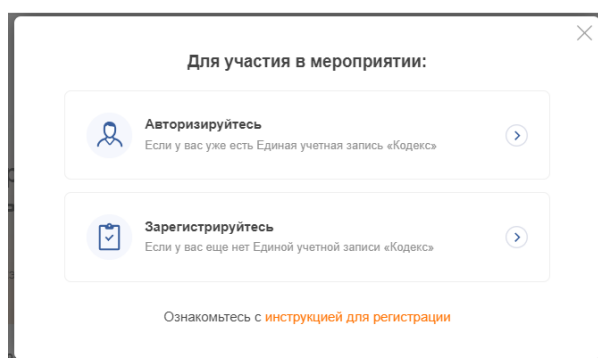 Для участия в мероприятии:
Авторизируйтесь
Если у вас уже есть Единая учетная запись «Кодекс»
Зарегистрируйтесь
Если у вас еще нет Единой учетной записи «Кодекс»
Ознакомьтесь с инструкцией для регистрации